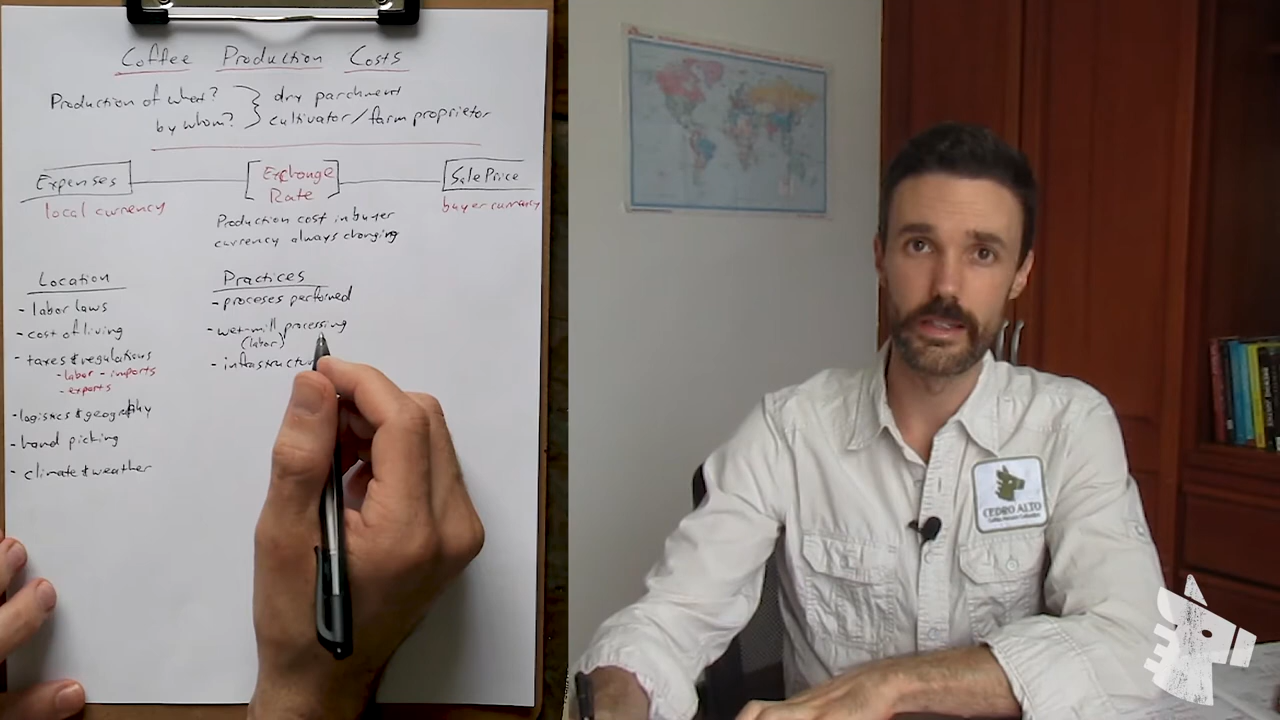 Coffee Production Costs
Production of what? } dry parchment
by whom? } cultivator/farm proprietor
Expenses
[Exchange Rate]
Sale Price
local currency
buyer currency
Production cost in buyer
currency always changing
Location
- labor laws
- cost of living
- taxes & regulations
- labor - imports
- exports
- logistics & geography
- hand picking
- climate & weather
Practices
- proceses performed
- wet-mill processing
(labor)
- infrastructur
CEDRO ALTO